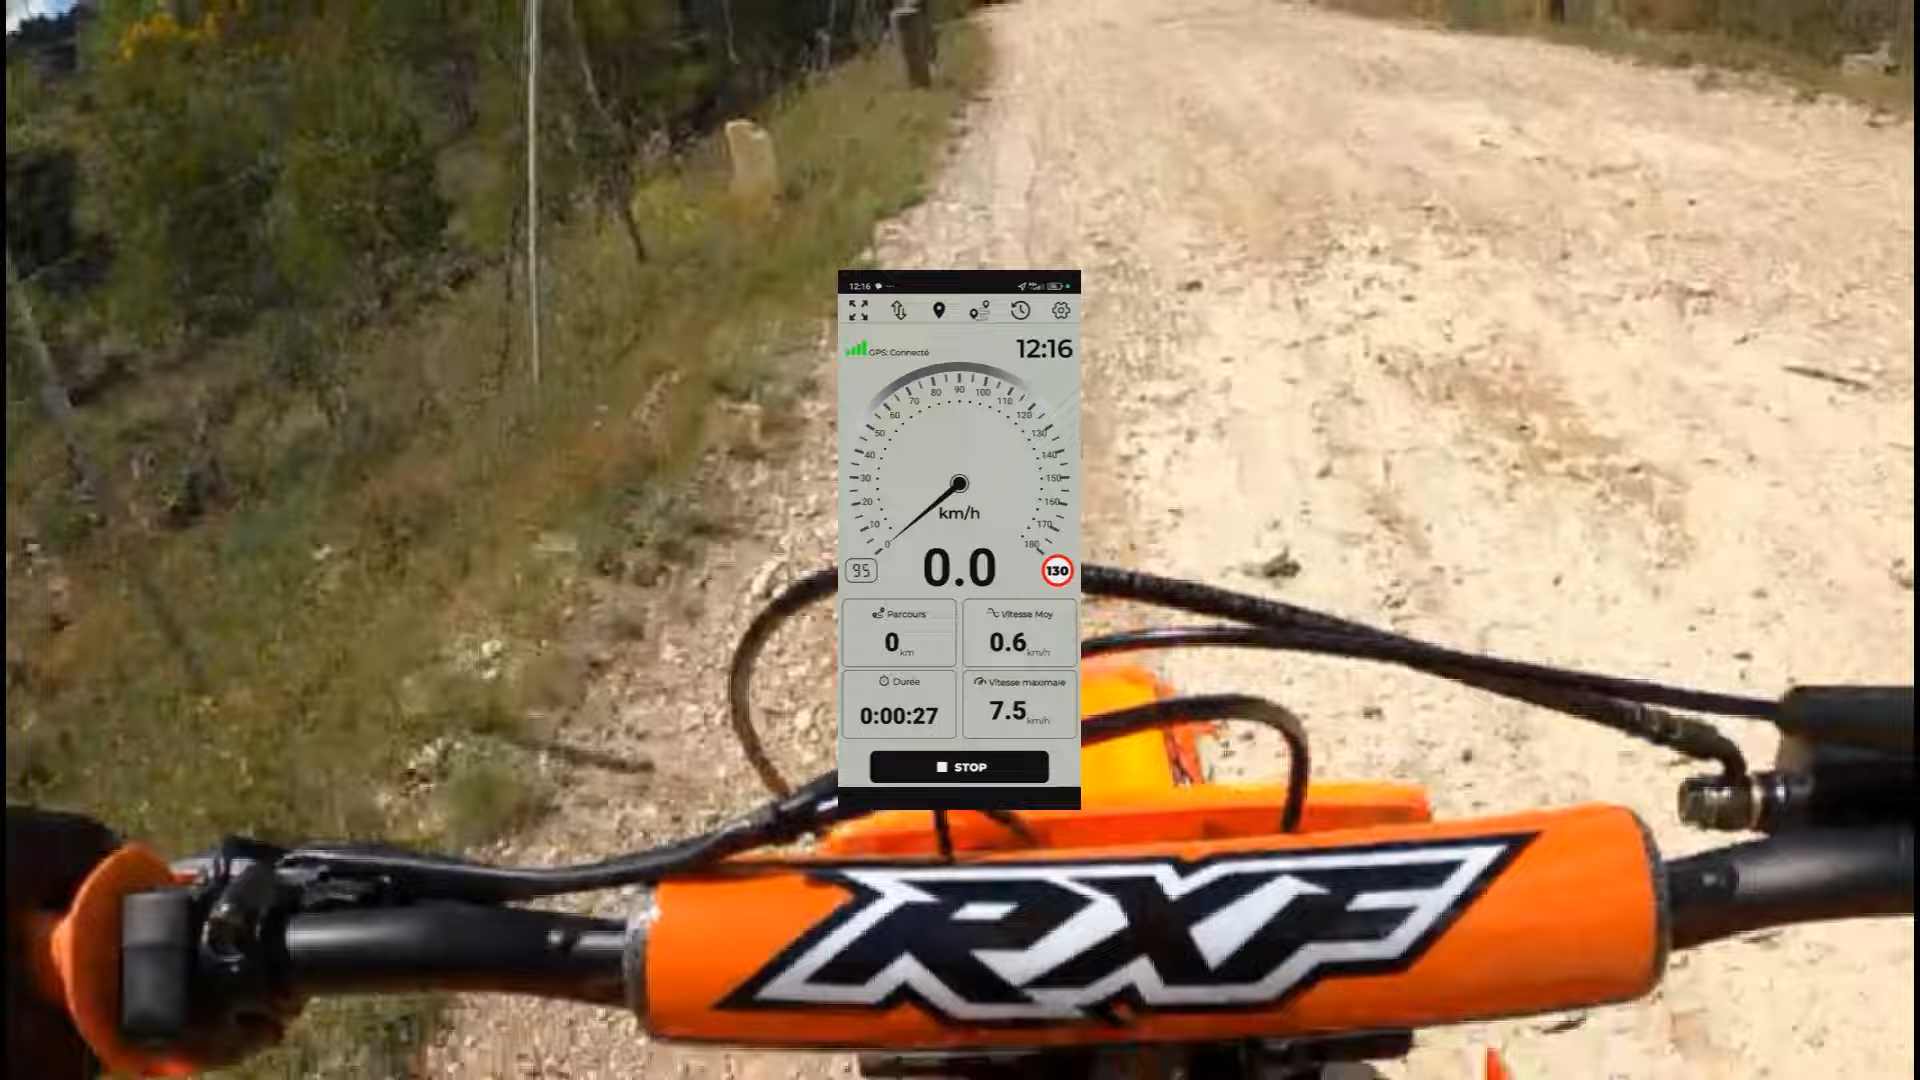 12:16
GPS: Connecté
12:16
0 10 20 30 40 50 60 70 80 90 100 110 120 130 140 150 160 170 180
km/h
95
0.0
130
Parcours
0 km
Vitesse Moy
0.6 km/h
Durée
0:00:27
Vitesse maximale
7.5 km/h
STOP
RXF